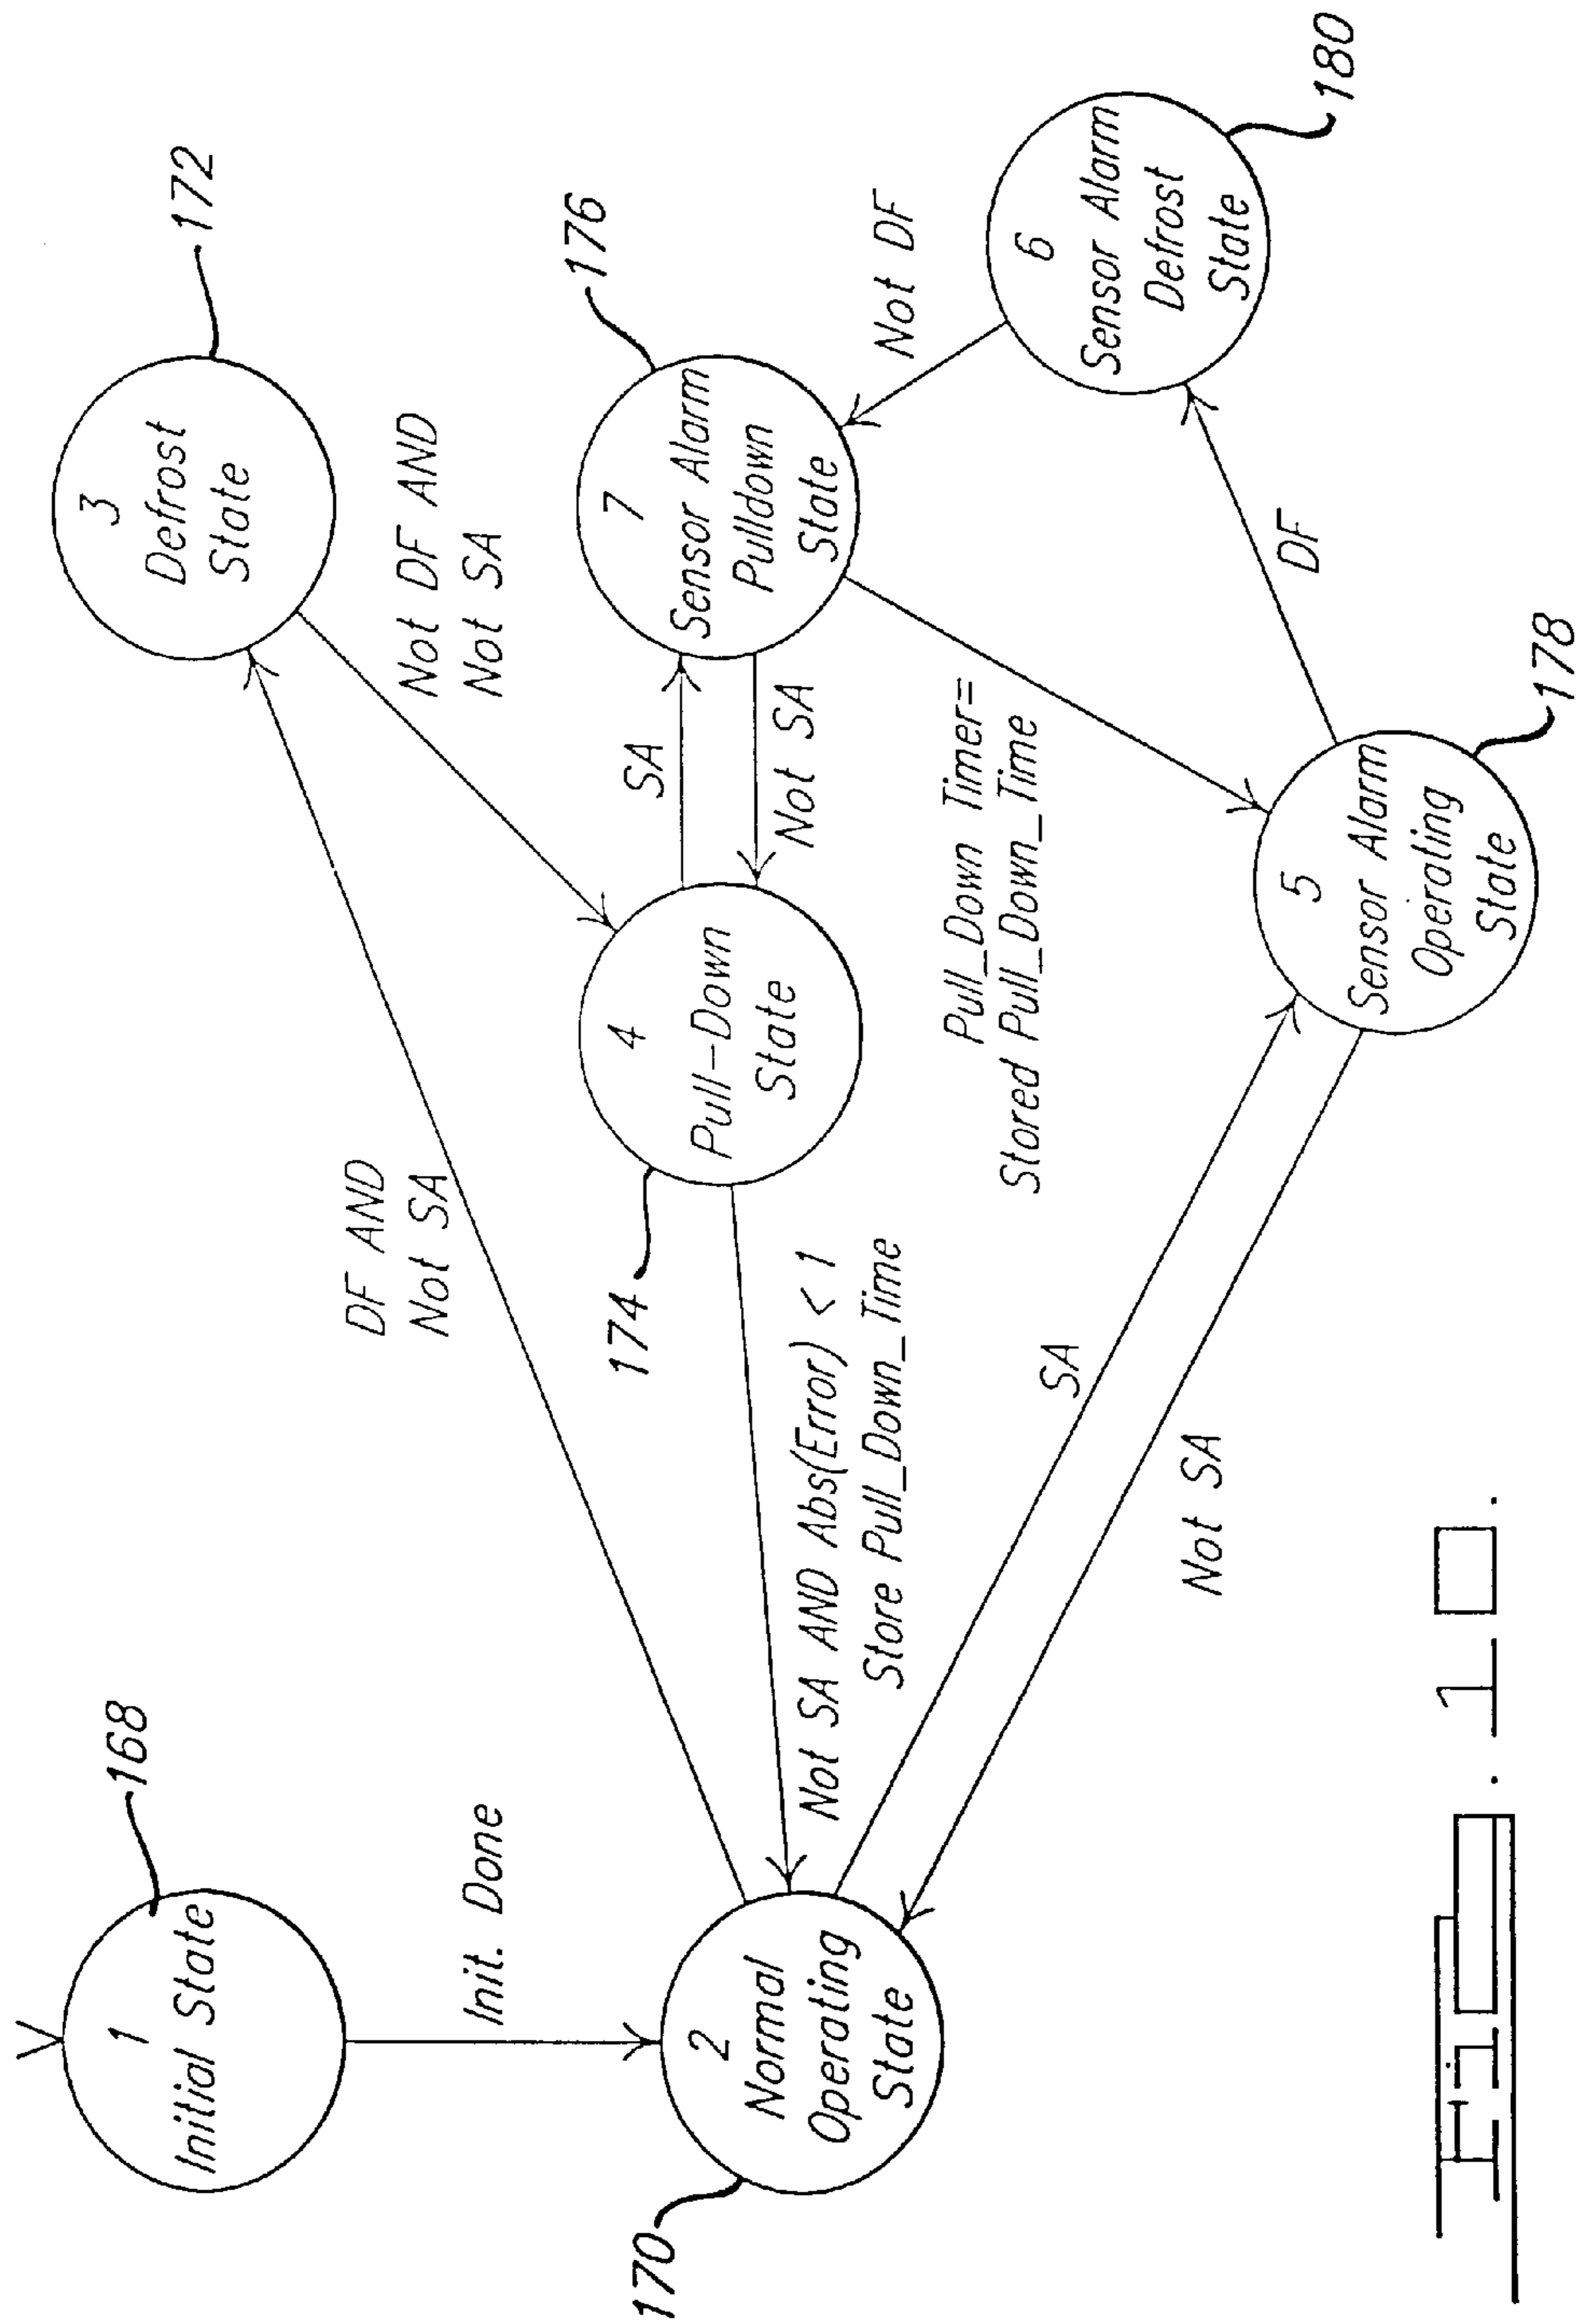 168
1
Initial State
Init. Done
170
2
Normal
Operating
State
DF AND
Not SA
3
Defrost
State
172
Not DF AND
Not SA
174
4
Pull-Down
State
SA
Not SA
7
Sensor Alarm
Pulldown
State
176
Not SA AND Abs(Error) < 1
Store Pull_Down_Time
Pull_Down Timer=
Stored Pull_Down_Time
Not DF
6
Sensor Alarm
Defrost
State
180
SA
Not SA
5
Sensor Alarm
Operating
State
178
DF
Fig. 10.